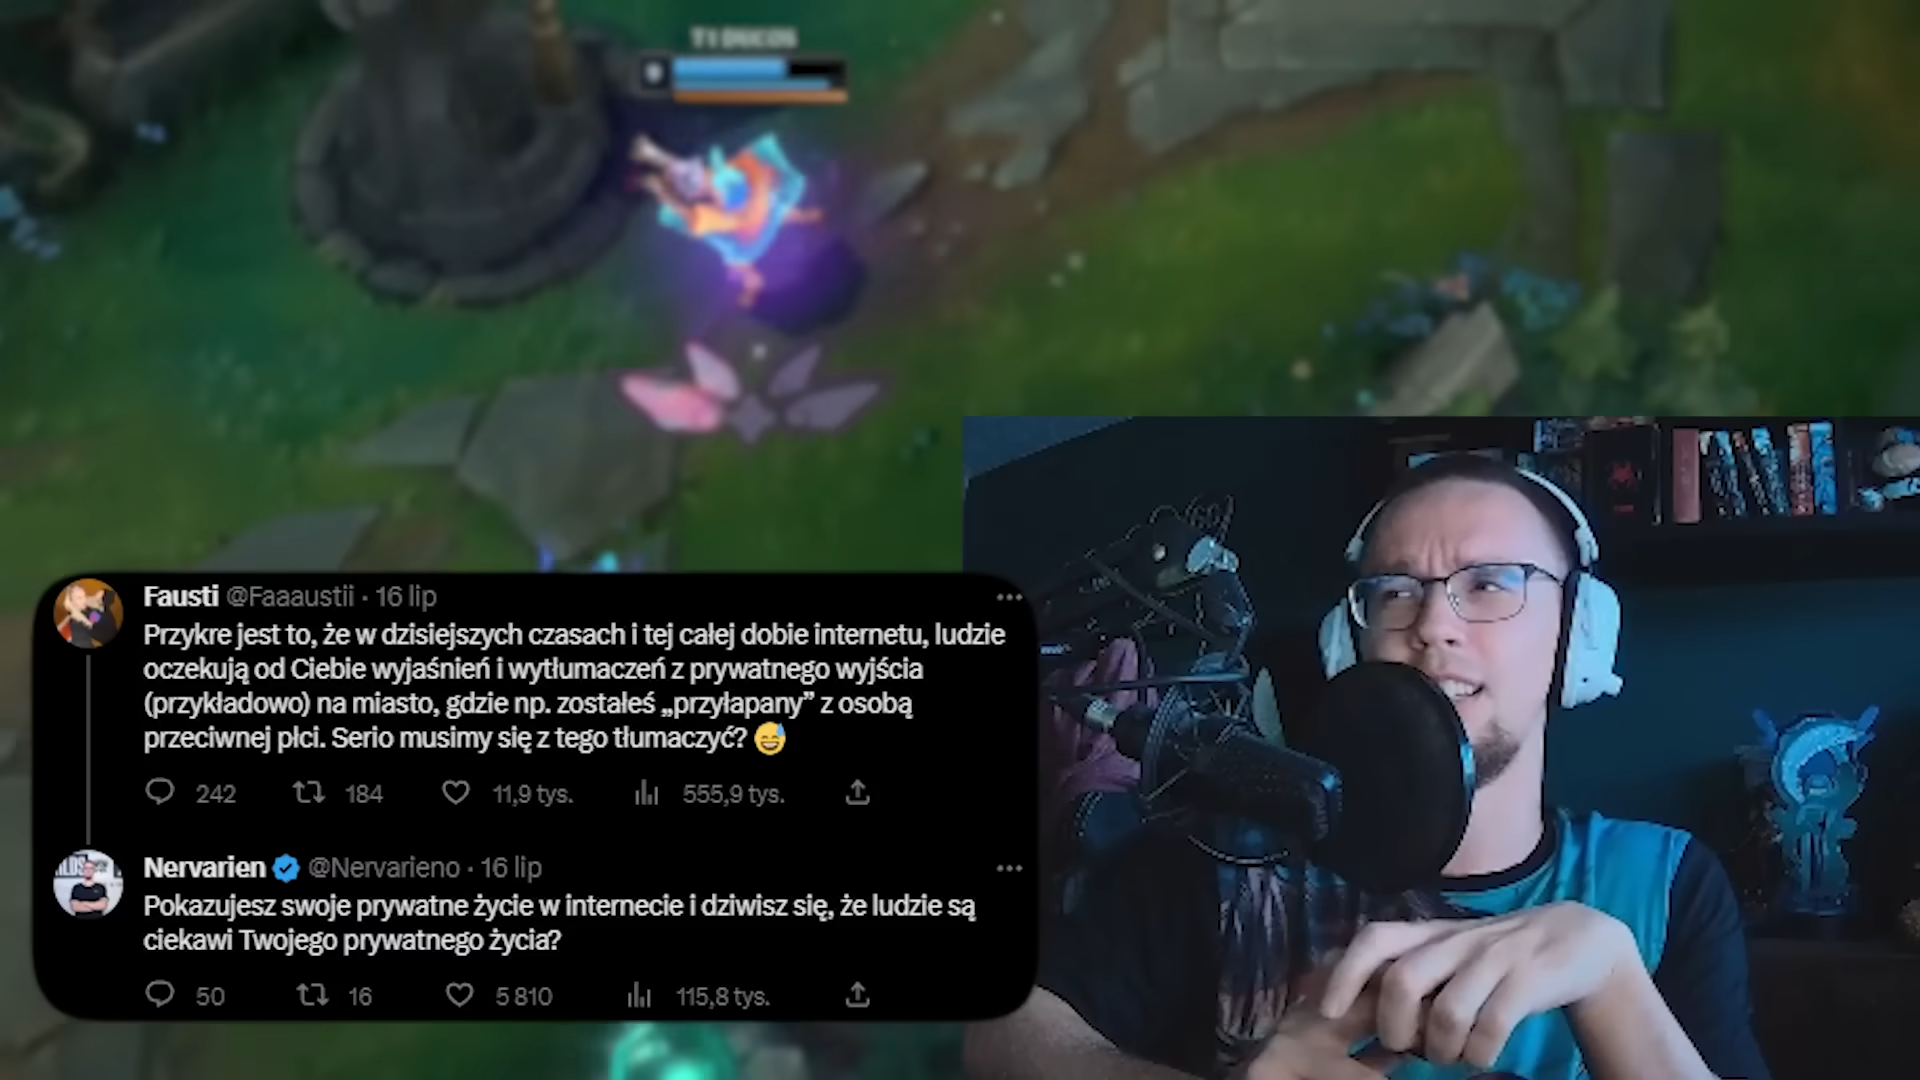 Fausti @Faaaustii · 16 lip
Przykre jest to, że w dzisiejszych czasach i tej całej dobie internetu, ludzie
oczekują od Ciebie wyjaśnień i wytłumaczeń z prywatnego wyjścia
(przykładowo) na miasto, gdzie np. zostałeś „przyłapany” z osobą
przeciwnej płci. Serio musimy się z tego tłumaczyć? 😅
242 184 11,9 tys. 555,9 tys.
Nervarien @Nervarieno · 16 lip
Pokazujesz swoje prywatne życie w internecie i dziwisz się, że ludzie są
ciekawi Twojego prywatnego życia?
50 16 5 810 115,8 tys.